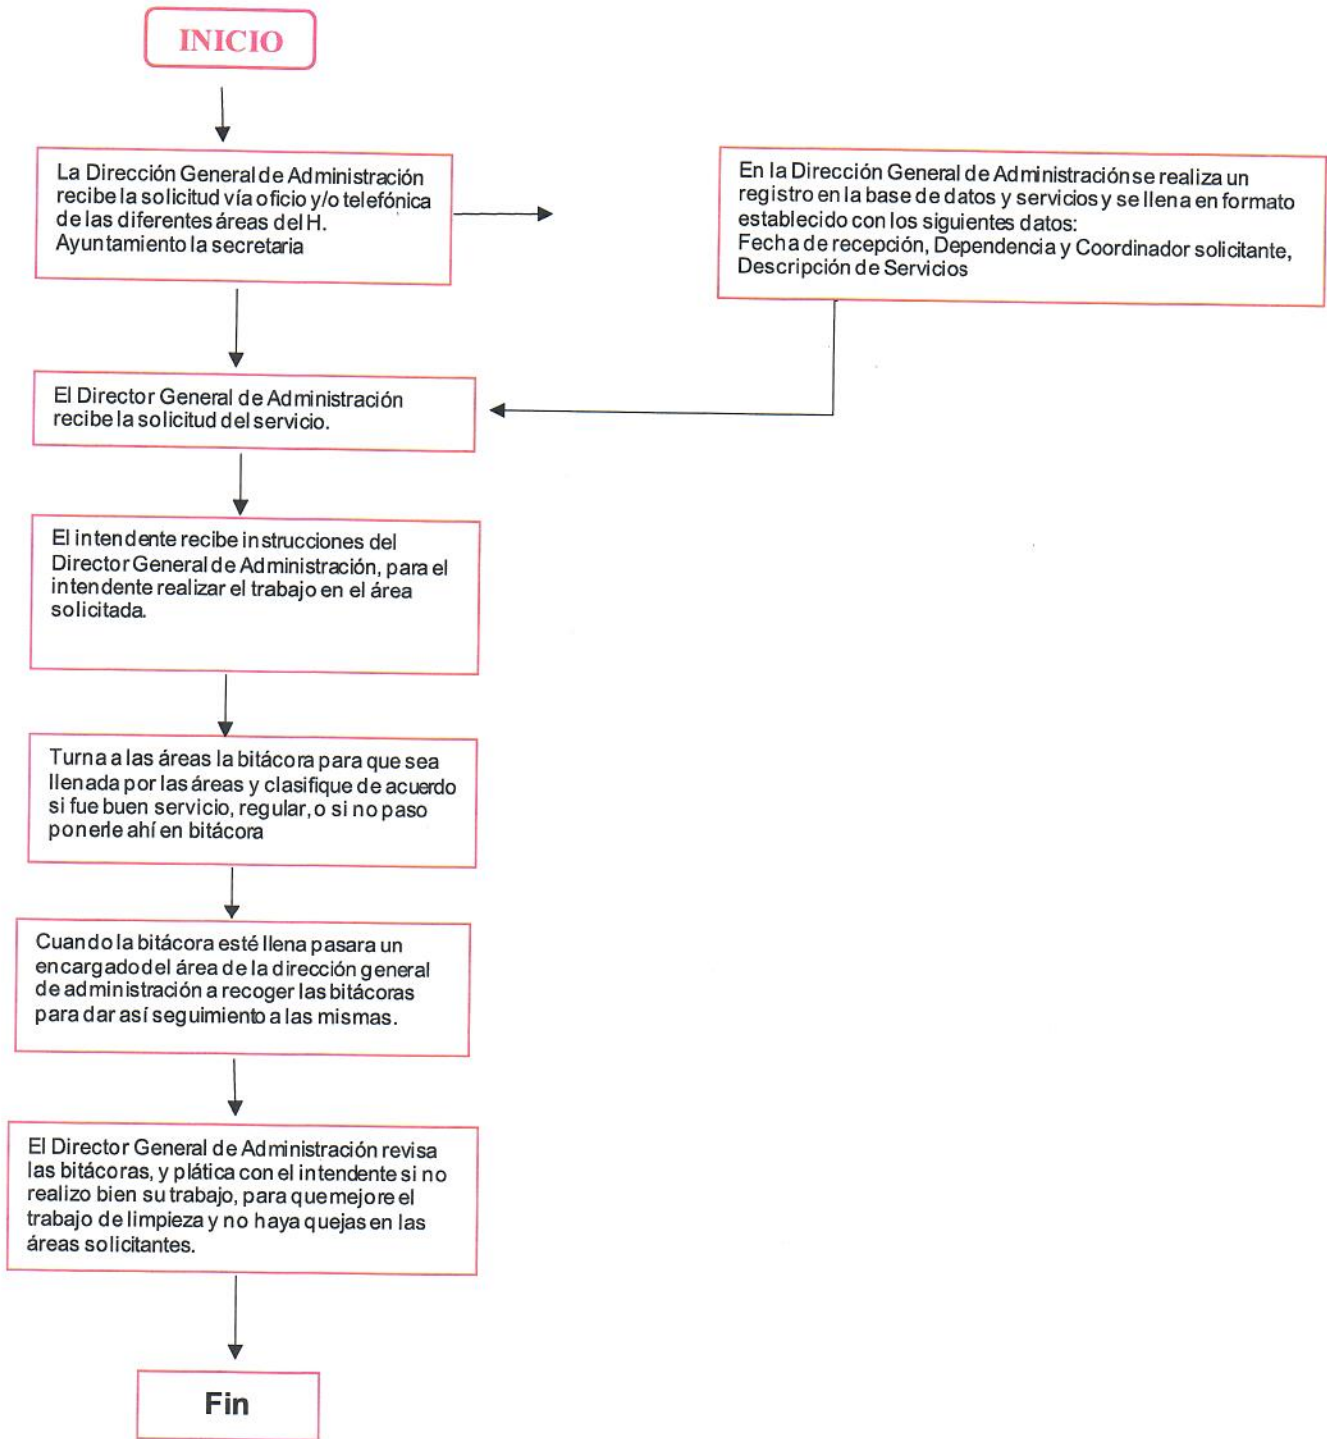 INICIO
La Dirección General de Administración
recibe la solicitud vía oficio y/o telefónica
de las diferentes áreas del H.
Ayuntamiento la secretaria
En la Dirección General de Administración se realiza un
registro en la base de datos y servicios y se llena en formato
establecido con los siguientes datos:
Fecha de recepción, Dependencia y Coordinador solicitante,
Descripción de Servicios
El Director General de Administración
recibe la solicitud del servicio.
El intendente recibe instrucciones del
Director General de Administración, para el
intendente realizar el trabajo en el área
solicitada.
Turna a las áreas la bitácora para que sea
llenada por las áreas y clasifique de acuerdo
si fue buen servicio, regular, o si no paso
ponerle ahí en bitácora
Cuando la bitácora esté llena pasara un
encargado del área de la dirección general
de administración a recoger las bitácoras
para dar así seguimiento a las mismas.
El Director General de Administración revisa
las bitácoras, y plática con el intendente si no
realizo bien su trabajo, para que mejore el
trabajo de limpieza y no haya quejas en las
áreas solicitantes.
Fin